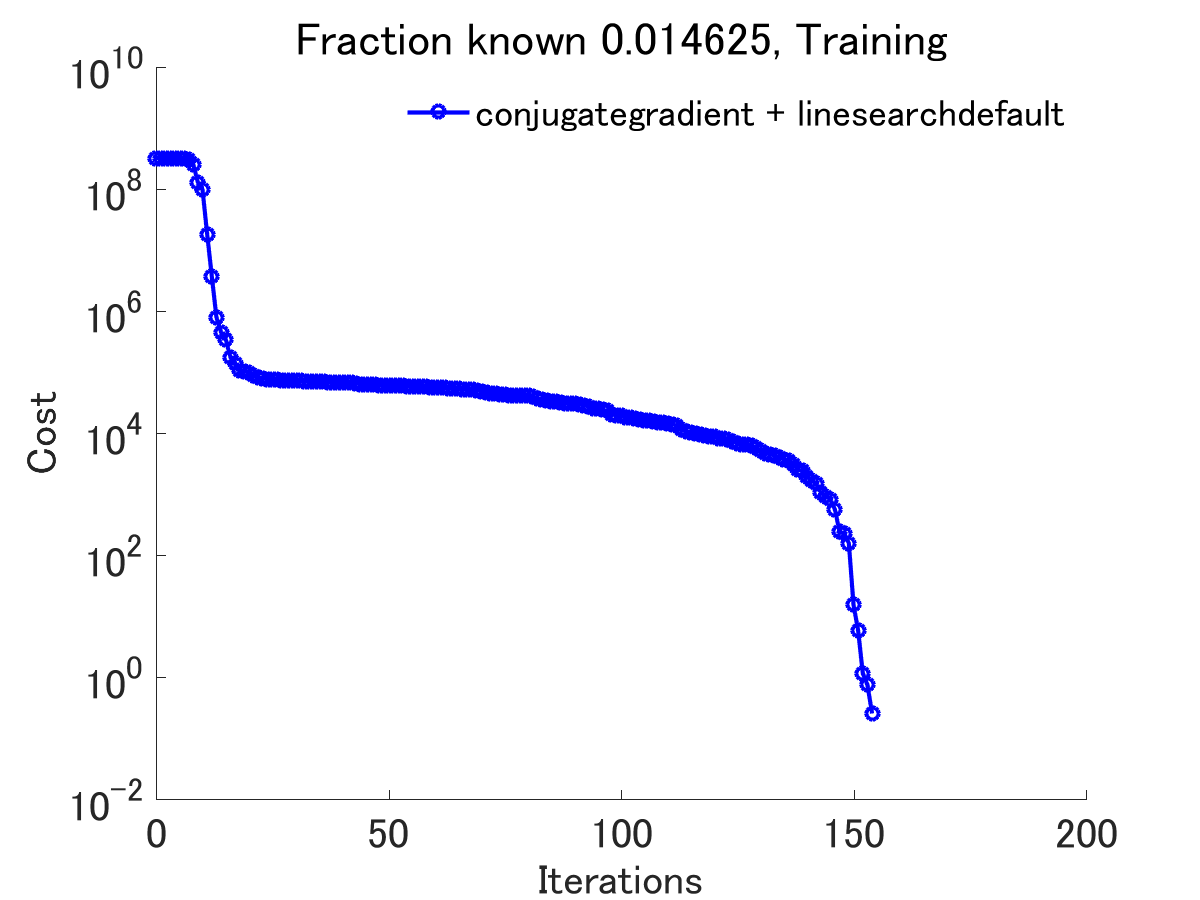 Fraction known 0.014625, Training
conjugategradient + linesearchdefault
10^10
10^8
10^6
10^4
10^2
10^0
10^-2
Cost
0 50 100 150 200
Iterations